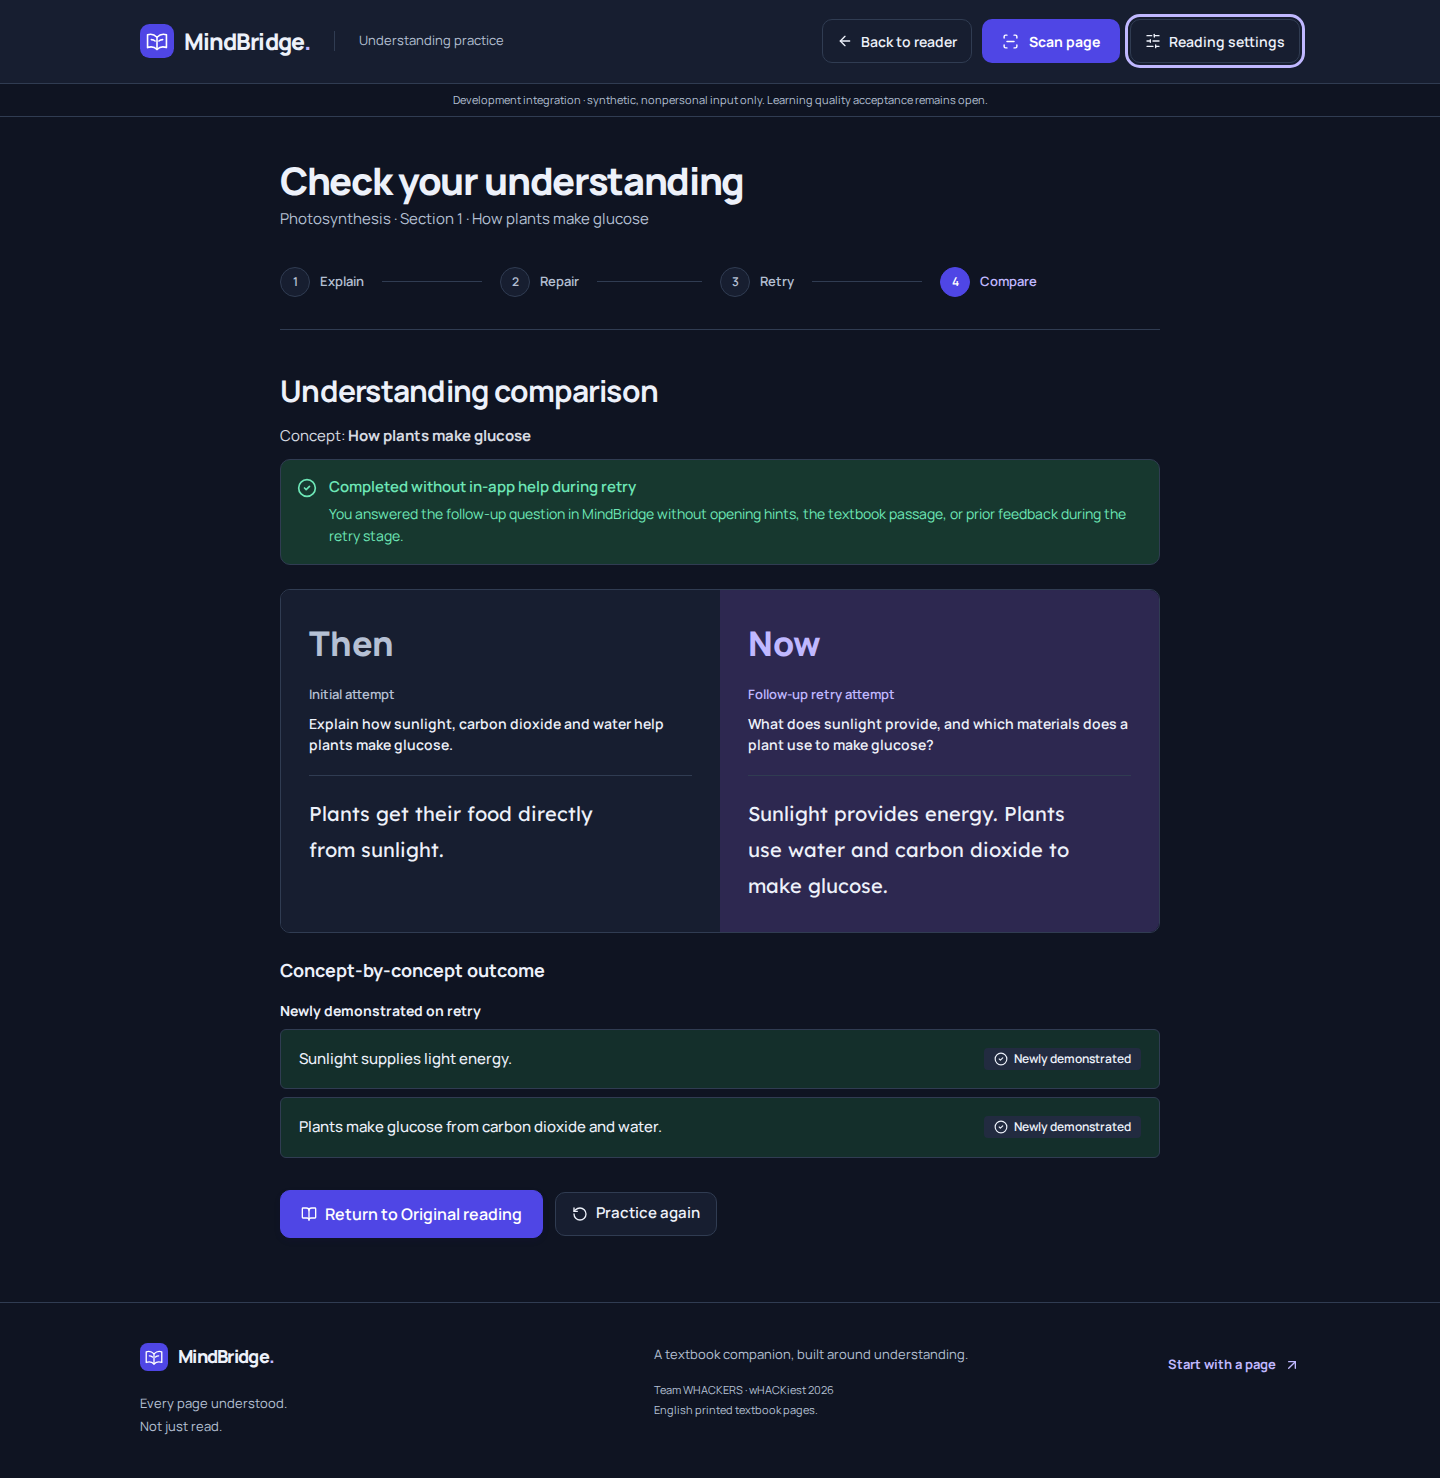 MindBridge.
Understanding practice
Back to reader
Scan page
Reading settings
Development integration · synthetic, nonpersonal input only. Learning quality acceptance remains open.
Check your understanding
Photosynthesis · Section 1 · How plants make glucose
1 Explain
2 Repair
3 Retry
4 Compare
Understanding comparison
Concept: How plants make glucose
Completed without in-app help during retry
You answered the follow-up question in MindBridge without opening hints, the textbook passage, or prior feedback during the
retry stage.
Then
Initial attempt
Explain how sunlight, carbon dioxide and water help
plants make glucose.
Plants get their food directly
from sunlight.
Now
Follow-up retry attempt
What does sunlight provide, and which materials does a
plant use to make glucose?
Sunlight provides energy. Plants
use water and carbon dioxide to
make glucose.
Concept-by-concept outcome
Newly demonstrated on retry
Sunlight supplies light energy.
Newly demonstrated
Plants make glucose from carbon dioxide and water.
Newly demonstrated
Return to Original reading
Practice again
MindBridge.
Every page understood.
Not just read.
A textbook companion, built around understanding.
Team WHACKERS · wHACKiest 2026
English printed textbook pages.
Start with a page